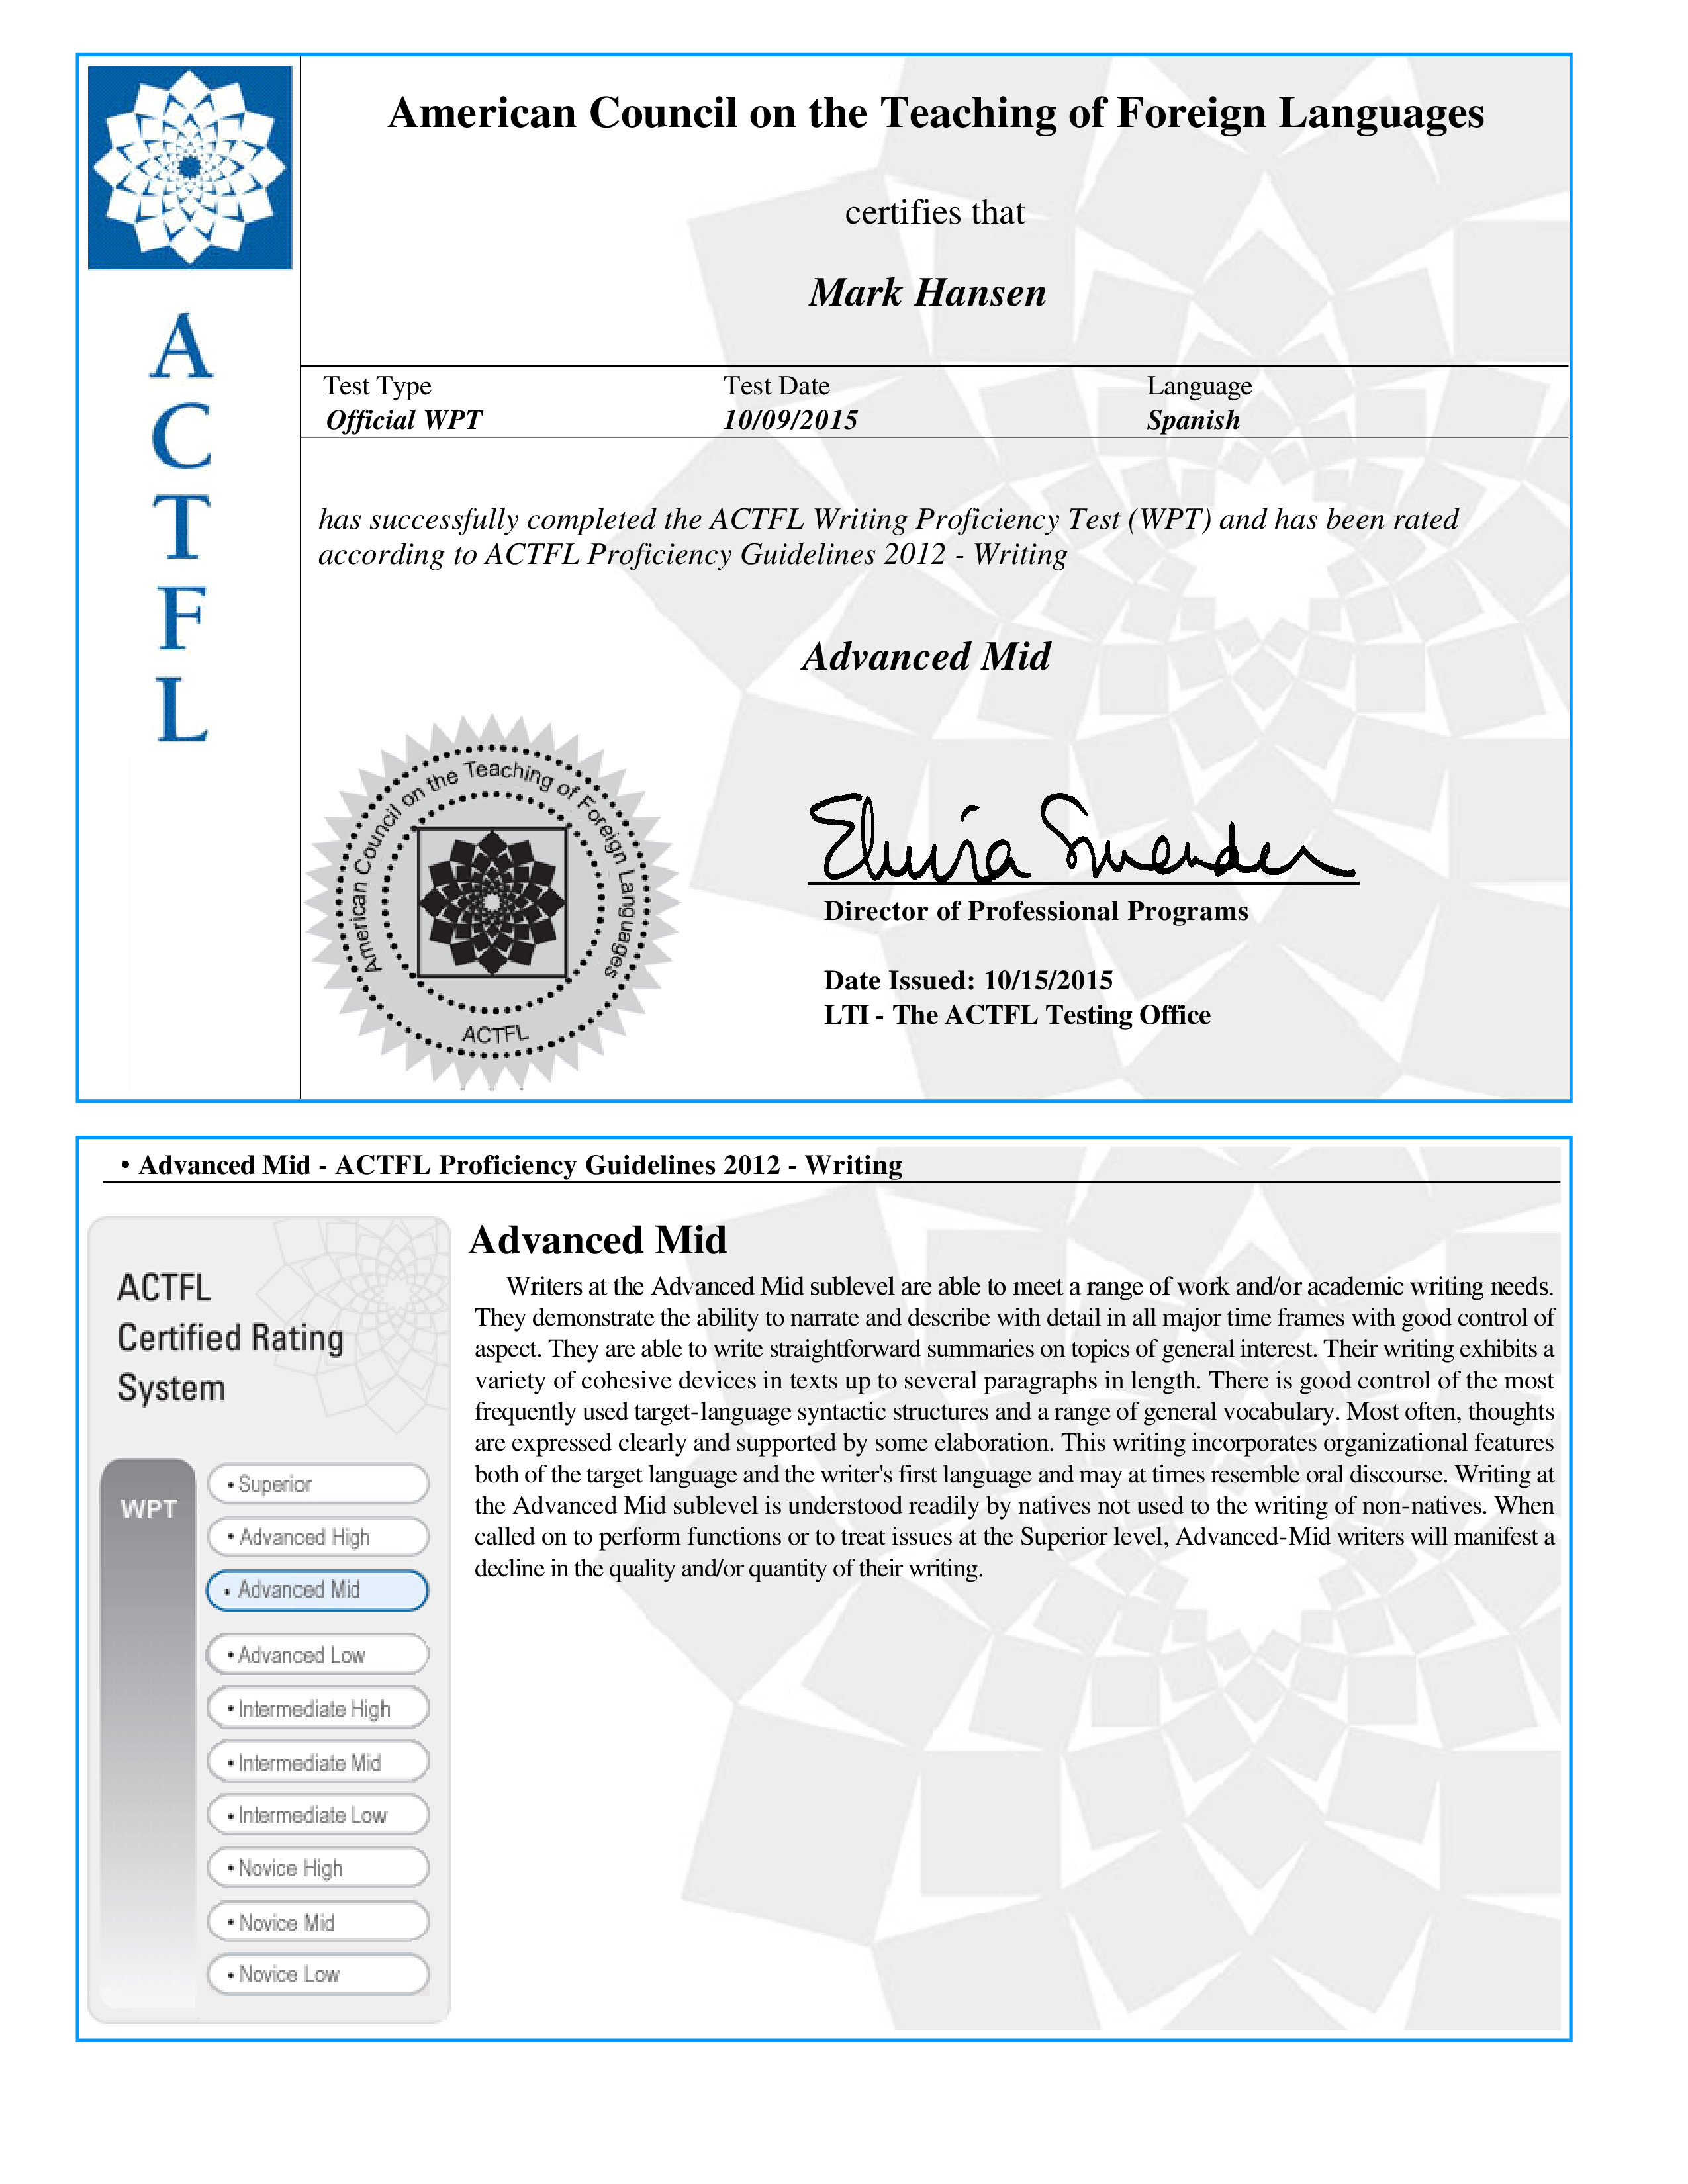 American Council on the Teaching of Foreign Languages
certifies that
Mark Hansen
A
C
T
F
L
Test Type Test Date Language
Official WPT 10/09/2015 Spanish
has successfully completed the ACTFL Writing Proficiency Test (WPT) and has been rated
according to ACTFL Proficiency Guidelines 2012 - Writing
Advanced Mid
American Council on the Teaching of Foreign Languages
ACTFL
Elvira Swender
Director of Professional Programs
Date Issued: 10/15/2015
LTI - The ACTFL Testing Office
• Advanced Mid - ACTFL Proficiency Guidelines 2012 - Writing
ACTFL
Certified Rating
System
WPT
• Superior
• Advanced High
• Advanced Mid
• Advanced Low
• Intermediate High
• Intermediate Mid
• Intermediate Low
• Novice High
• Novice Mid
• Novice Low
Advanced Mid
Writers at the Advanced Mid sublevel are able to meet a range of work and/or academic writing needs.
They demonstrate the ability to narrate and describe with detail in all major time frames with good control of
aspect. They are able to write straightforward summaries on topics of general interest. Their writing exhibits a
variety of cohesive devices in texts up to several paragraphs in length. There is good control of the most
frequently used target-language syntactic structures and a range of general vocabulary. Most often, thoughts
are expressed clearly and supported by some elaboration. This writing incorporates organizational features
both of the target language and the writer's first language and may at times resemble oral discourse. Writing at
the Advanced Mid sublevel is understood readily by natives not used to the writing of non-natives. When
called on to perform functions or to treat issues at the Superior level, Advanced-Mid writers will manifest a
decline in the quality and/or quantity of their writing.